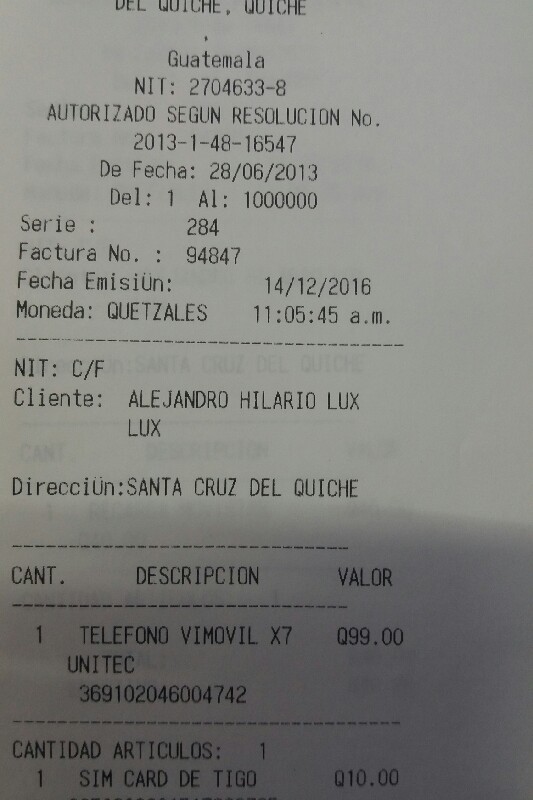 DEL QUICHE, QUICHE
,
Guatemala
NIT: 2704633-8
AUTORIZADO SEGUN RESOLUCION No.
2013-1-48-16547
De Fecha: 28/06/2013
Del: 1 Al: 1000000
Serie : 284
Factura No. : 94847
Fecha EmisiÜn: 14/12/2016
Moneda: QUETZALES 11:05:45 a.m.
NIT: C/F
Cliente: ALEJANDRO HILARIO LUX
LUX
DirecciÜn:SANTA CRUZ DEL QUICHE
CANT. DESCRIPCION VALOR
1 TELEFONO VIMOVIL X7 Q99.00
UNITEC
369102046004742
CANTIDAD ARTICULOS: 1
1 SIM CARD DE TIGO Q10.00